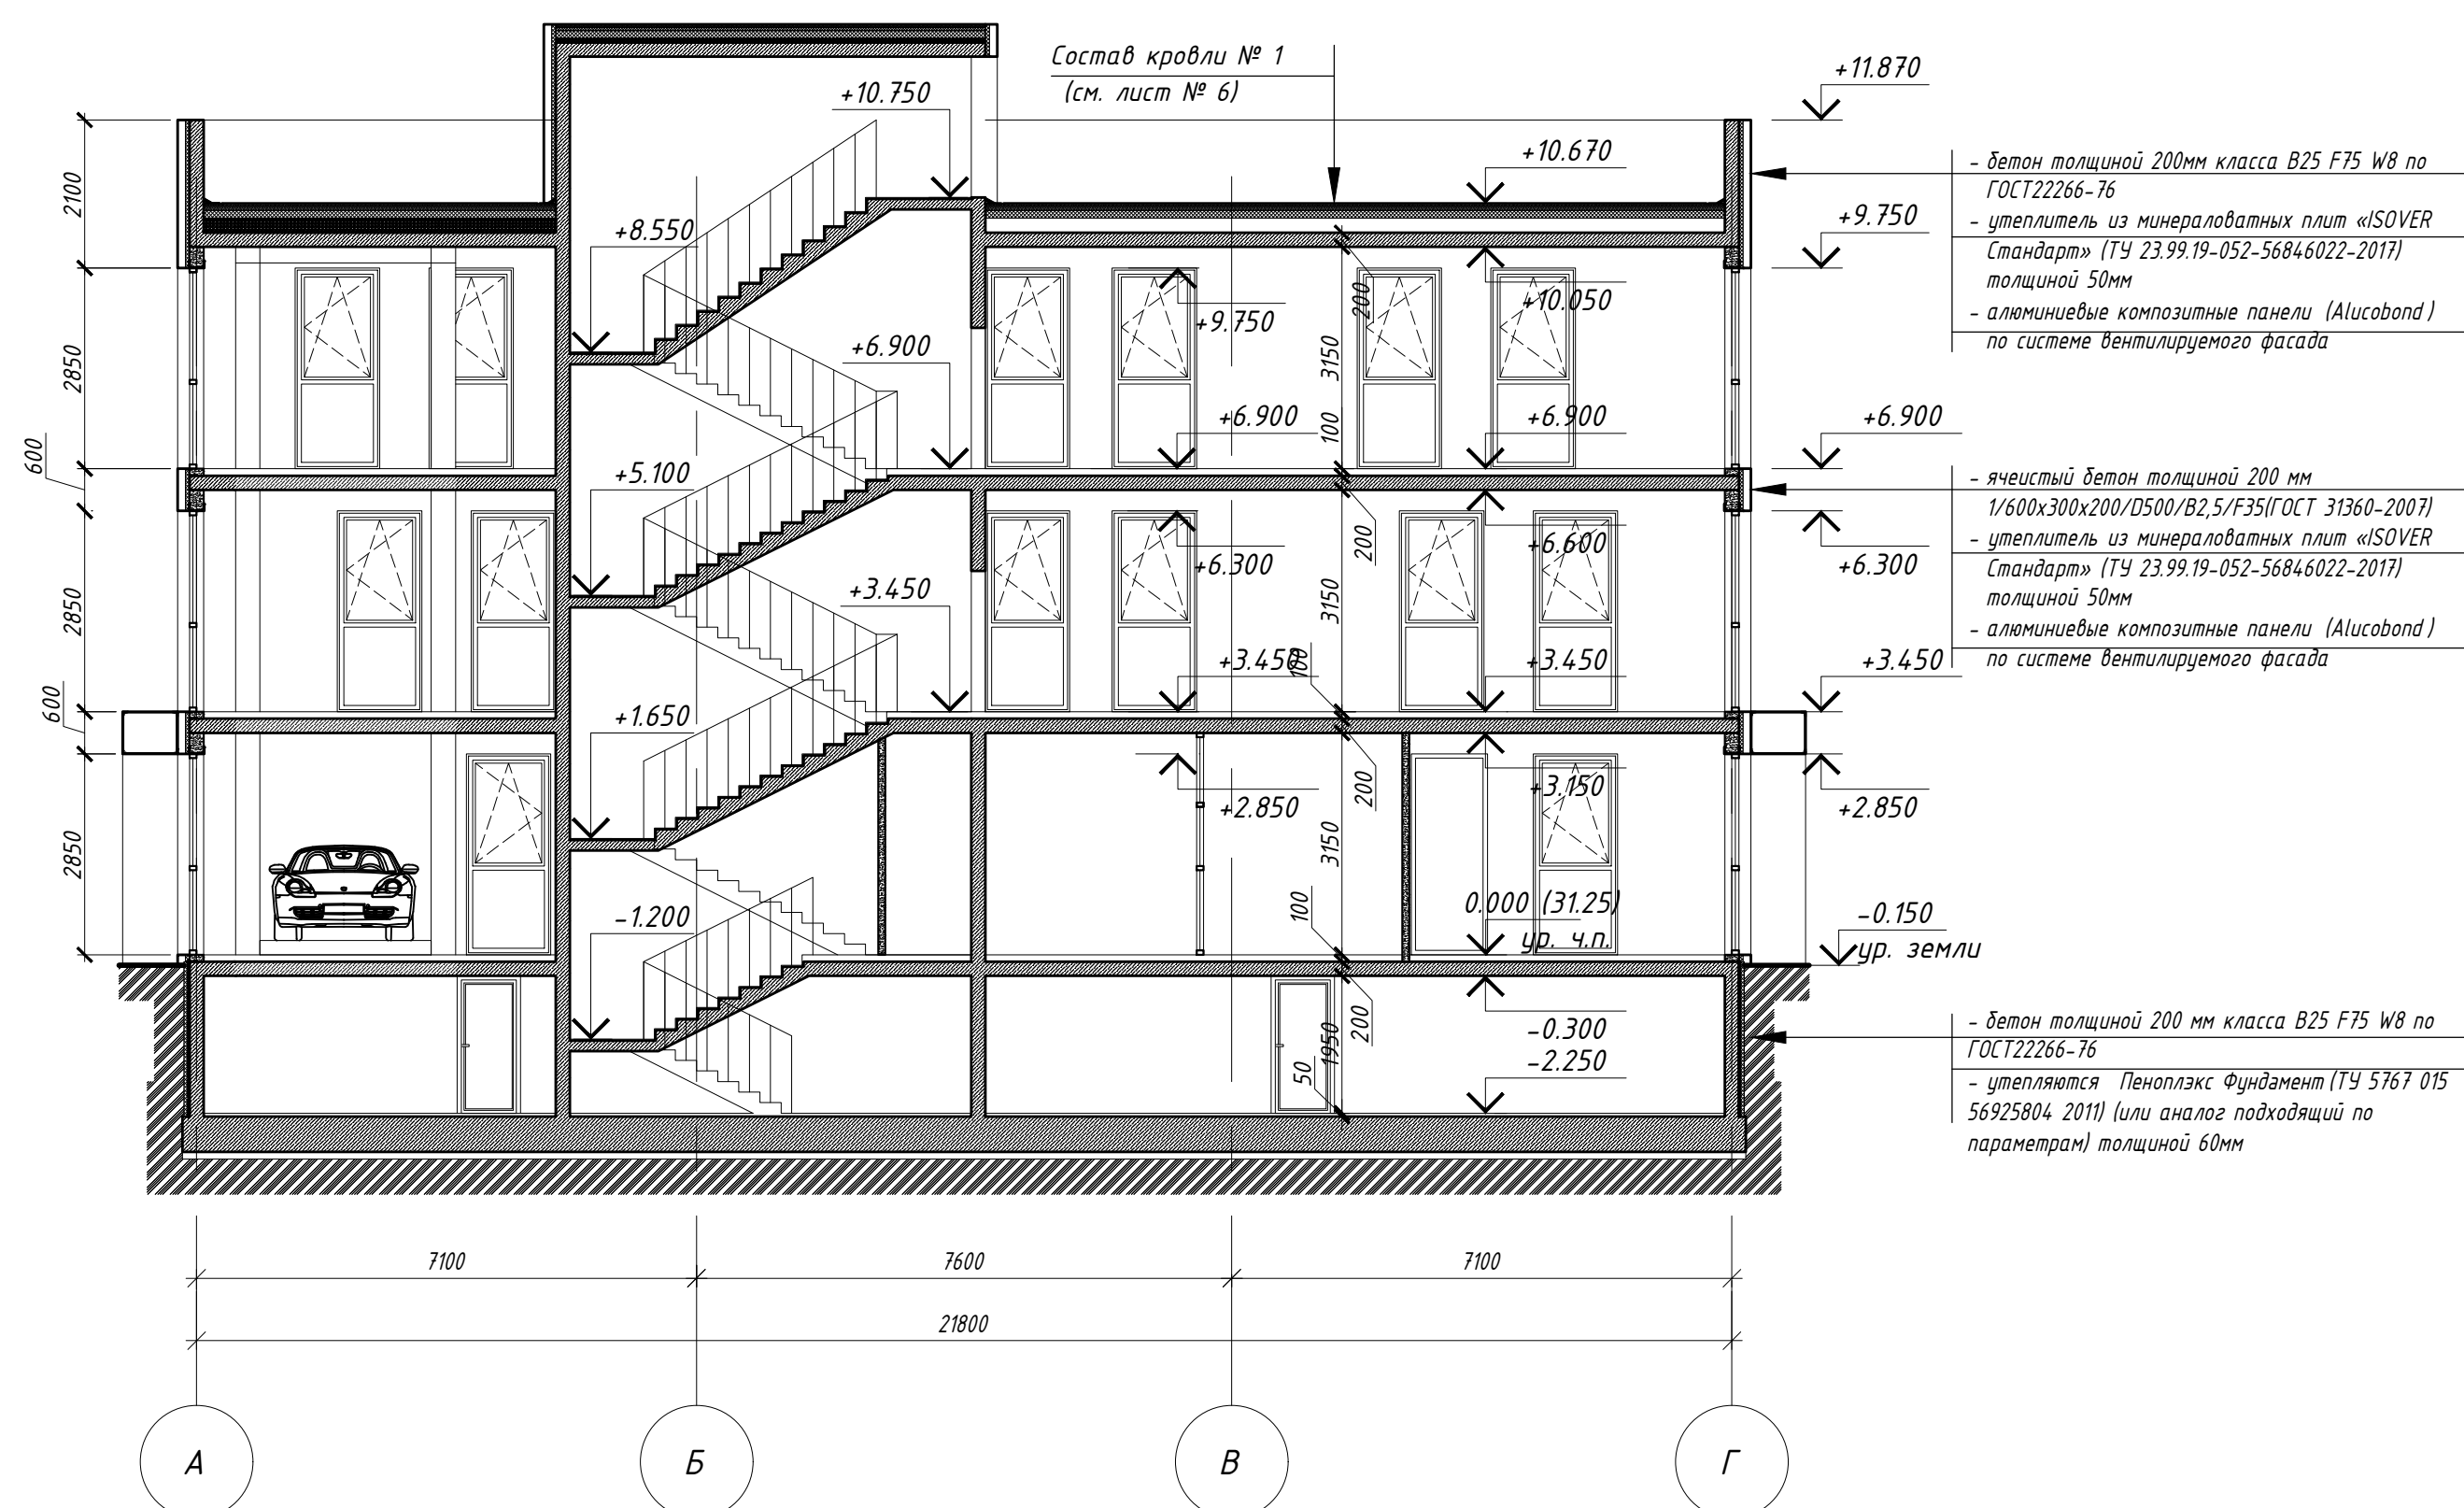 Состав кровли № 1
(см. лист № 6)
+11.870
+10.750
+10.670
- бетон толщиной 200мм класса В25 F75 W8 по
ГОСТ22266-76
- утеплитель из минераловатных плит «ISOVER
Стандарт» (ТУ 23.99.19-052-56846022-2017)
толщиной 50мм
- алюминиевые композитные панели (Alucobond)
по системе вентилируемого фасада
2100
+8.550
+9.750
+10.050
200
+9.750
2850
+6.900
3150
600
+5.100
+6.900
100
+6.900
+6.900
- ячеистый бетон толщиной 200 мм
1/600х300х200/D500/В2,5/F35(ГОСТ 31360-2007)
- утеплитель из минераловатных плит «ISOVER
Стандарт» (ТУ 23.99.19-052-56846022-2017)
толщиной 50мм
- алюминиевые композитные панели (Alucobond)
по системе вентилируемого фасада
200
+6.600
+6.300
+6.300
2850
+3.450
3150
600
+1.650
+3.450
100
+3.450
+3.450
200
+3.150
+2.850
+2.850
2850
3150
-1.200
100
0.000 (31.25)
ур. ч.п.
-0.150
ур. земли
200
-0.300
50
1950
-2.250
- бетон толщиной 200 мм класса В25 F75 W8 по
ГОСТ22266-76
- утепляются Пеноплэкс Фундамент(ТУ 5767 015
56925804 2011) (или аналог подходящий по
параметрам) толщиной 60мм
7100
7600
7100
21800
А
Б
В
Г